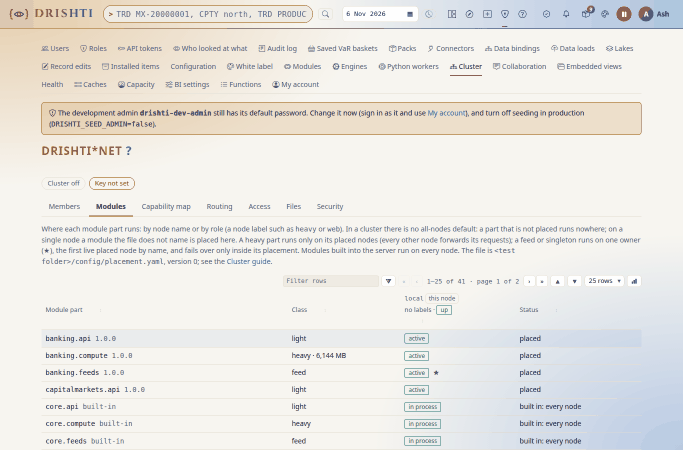 { } DRISHTI
> TRD MX-20000001, CPTY north, TRD PRODUC
6 Nov 2026
9
A Ash
Users Roles API tokens Who looked at what Audit log Saved VaR baskets Packs Connectors Data bindings Data loads Lakes
Record edits Installed items Configuration White label Modules Engines Python workers Cluster Collaboration Embedded views
Health Caches Capacity BI settings Functions My account
The development admin drishti-dev-admin still has its default password. Change it now (sign in as it and use My account), and turn off seeding in production
(DRISHTI_SEED_ADMIN=false).
DRISHTI*NET ?
Cluster off Key not set
Members Modules Capability map Routing Access Files Security
Where each module part runs: by node name or by role (a node label such as heavy or web). In a cluster there is no all-nodes default: a part that is not placed runs nowhere; on a
single node a module the file does not name is placed here. A heavy part runs only on its placed nodes (every other node forwards its requests); a feed or singleton runs on one owner
(★), the first live placed node by name, and fails over only inside its placement. Modules built into the server run on every node. The file is <test
folder>/config/placement.yaml, version 0; see the Cluster guide.
Filter rows 1–25 of 41 · page 1 of 2 25 rows
local this node
Module part Class no labels · up Status
banking.api 1.0.0 light active placed
banking.compute 1.0.0 heavy · 6,144 MB active placed
banking.feeds 1.0.0 feed active ★ placed
capitalmarkets.api 1.0.0 light active placed
core.api built-in light in process built in: every node
core.compute built-in heavy in process built in: every node
core.feeds built-in feed in process built in: every node